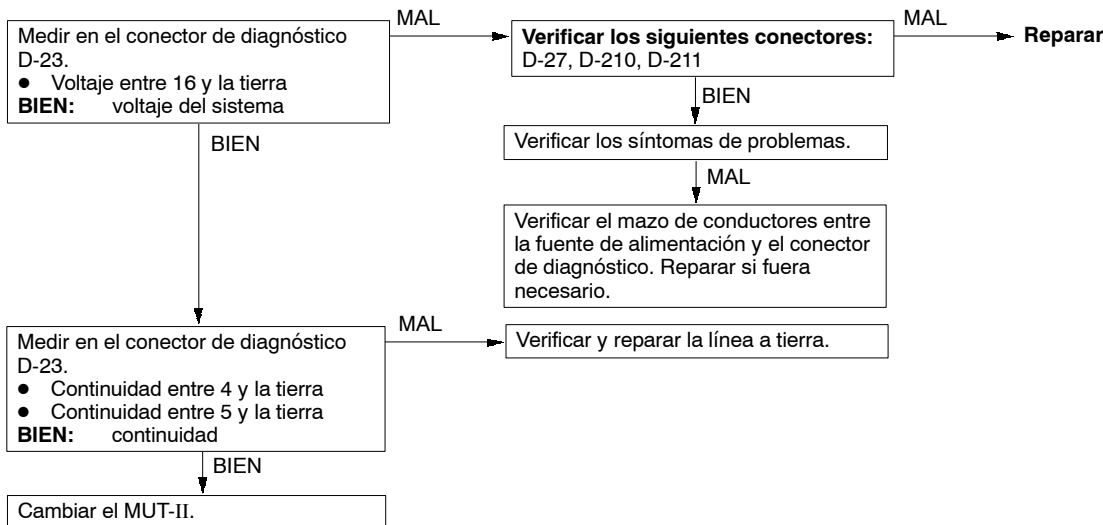 Medir en el conector de diagnóstico
D-23.
● Voltaje entre 16 y la tierra
BIEN: voltaje del sistema
MAL
Verificar los siguientes conectores:
D-27, D-210, D-211
MAL
Reparar
BIEN
Verificar los síntomas de problemas.
MAL
Verificar el mazo de conductores entre
la fuente de alimentación y el conector
de diagnóstico. Reparar si fuera
necesario.
BIEN
Medir en el conector de diagnóstico
D-23.
● Continuidad entre 4 y la tierra
● Continuidad entre 5 y la tierra
BIEN: continuidad
MAL
Verificar y reparar la línea a tierra.
BIEN
Cambiar el MUT-II.